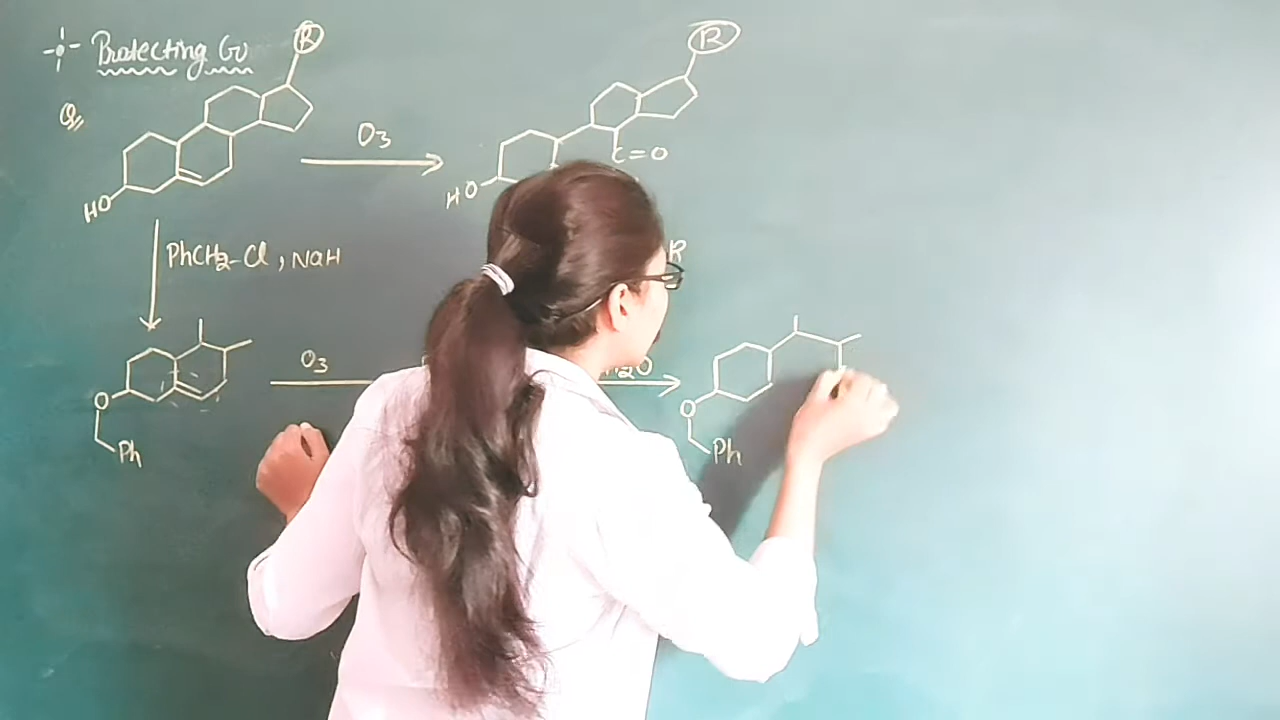 Protecting Gr
R
R
Q
O3
C=O
HO
HO
PhCH2-Cl, NaH
R
O3
H2O
O
O
Ph
Ph